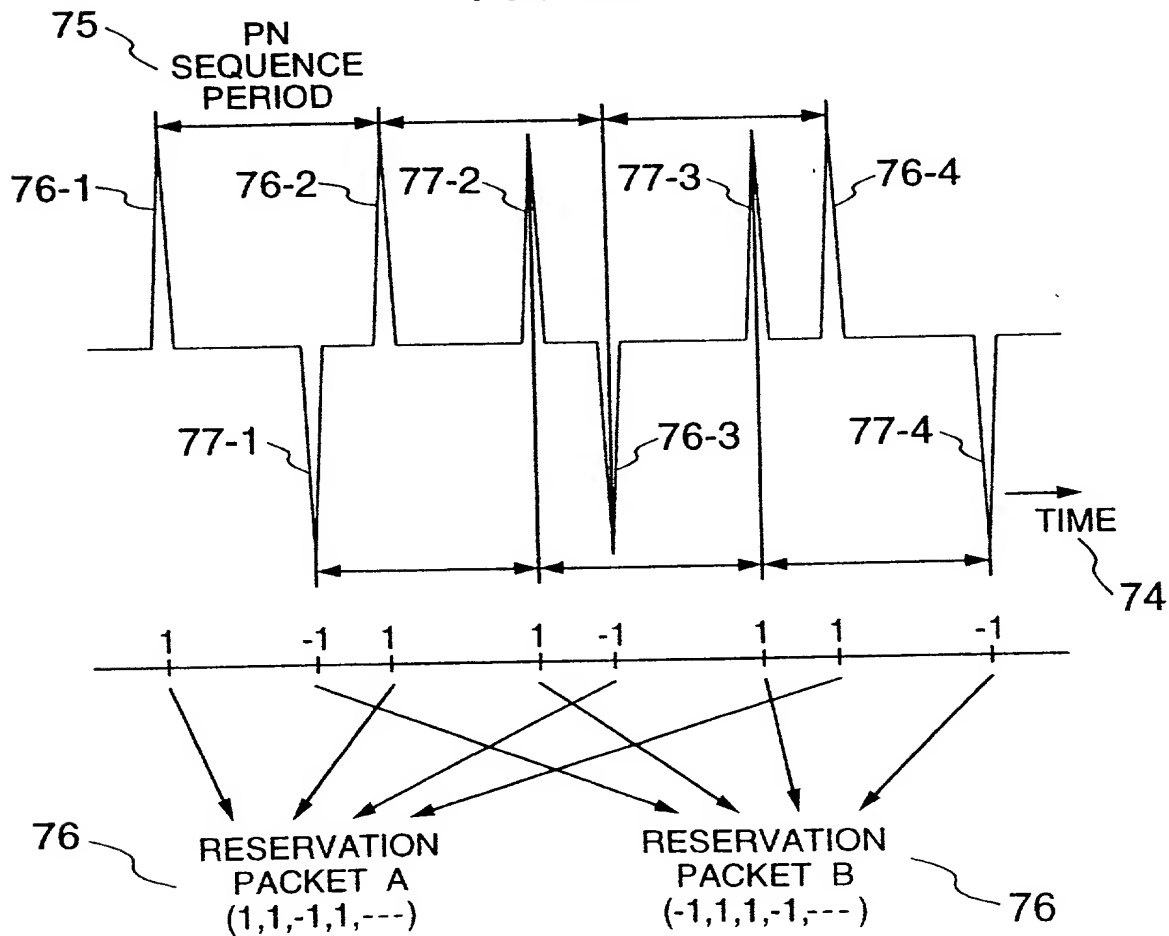 75
PN
SEQUENCE
PERIOD
76-1
76-2
77-2
77-3
76-4
77-1
76-3
77-4
TIME
74
1
-1
1
1
-1
1
1
-1
76
RESERVATION
PACKET A
(1,1,-1,1,---)
RESERVATION
PACKET B
(-1,1,1,-1,---)
76